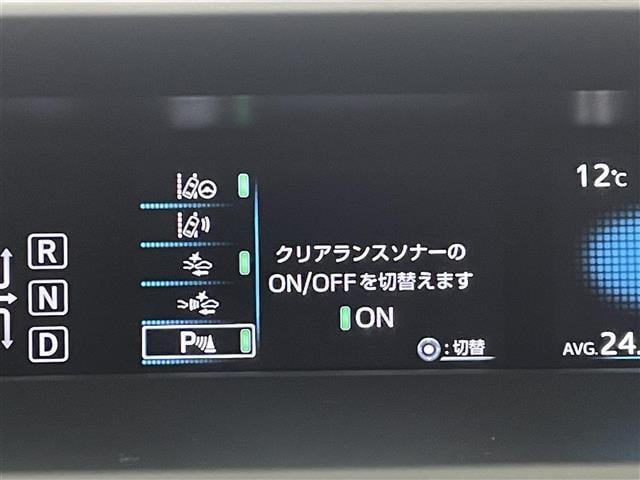 12℃
クリアランスソナーの
ON/OFFを切替えます
ON
:切替
R
N
D
P
AVG.24.